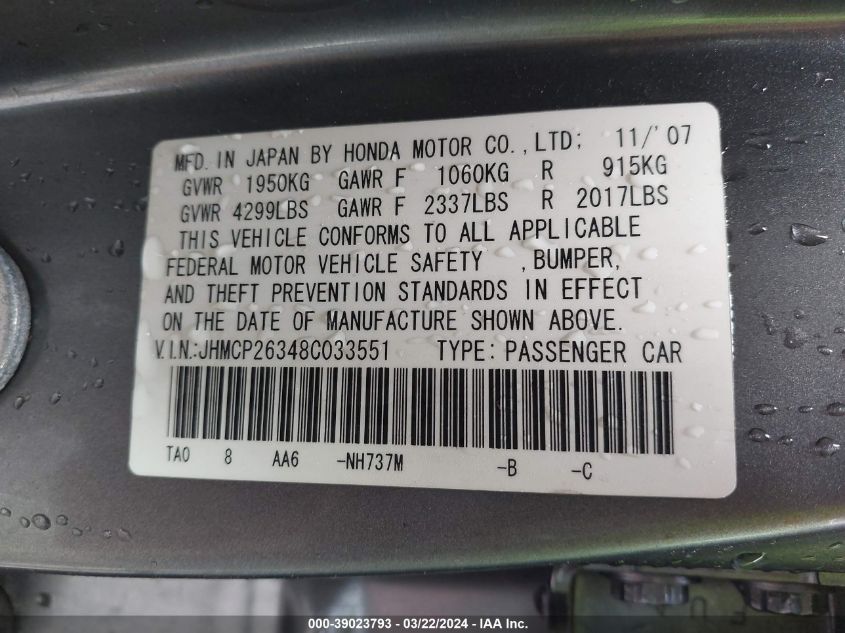 MFD. IN JAPAN BY HONDA MOTOR CO., LTD; 11/'07
GVWR 1950KG GAWR F 1060KG R 915KG
GVWR 4299LBS GAWR F 2337LBS R 2017LBS
THIS VEHICLE CONFORMS TO ALL APPLICABLE
FEDERAL MOTOR VEHICLE SAFETY , BUMPER,
AND THEFT PREVENTION STANDARDS IN EFFECT
ON THE DATE OF MANUFACTURE SHOWN ABOVE.
V.I.N.:JHMCP26348C033551 TYPE: PASSENGER CAR
TA0 8 AA6 -NH737M -B -C
000-39023793 / 03/22/2024 - IAA Inc.